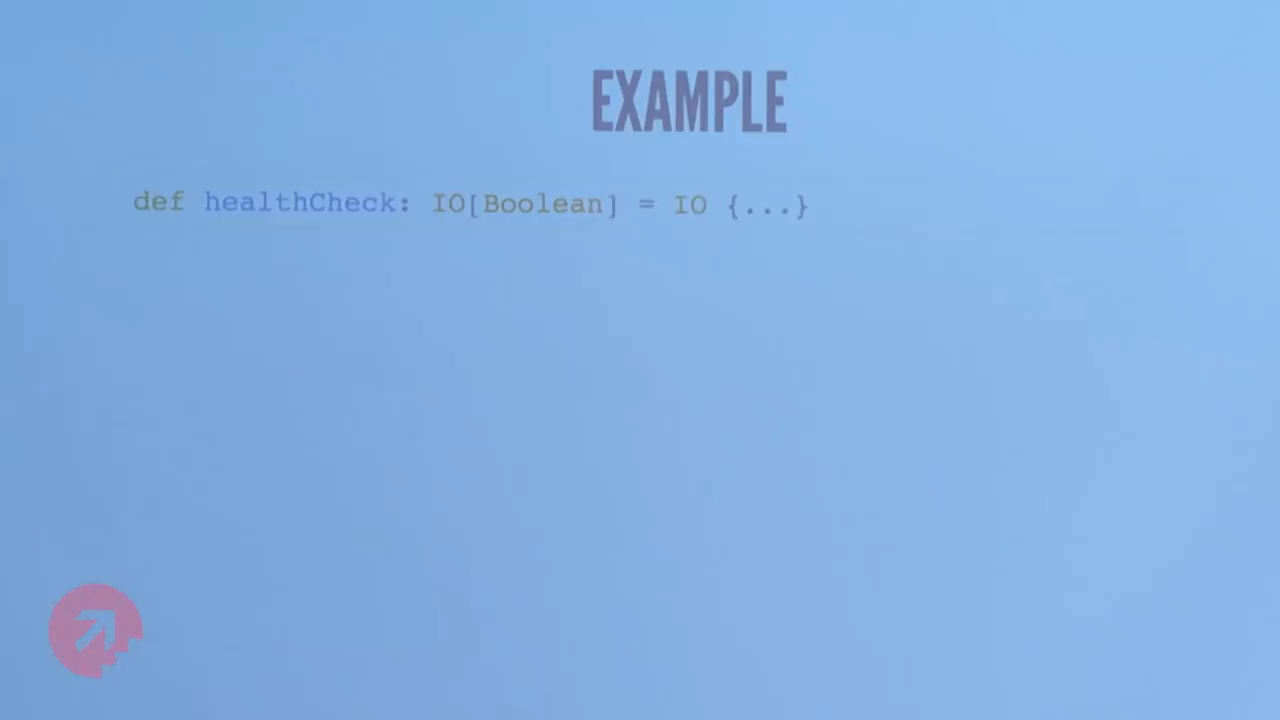 EXAMPLE
def healthCheck: IO[Boolean] = IO {...}